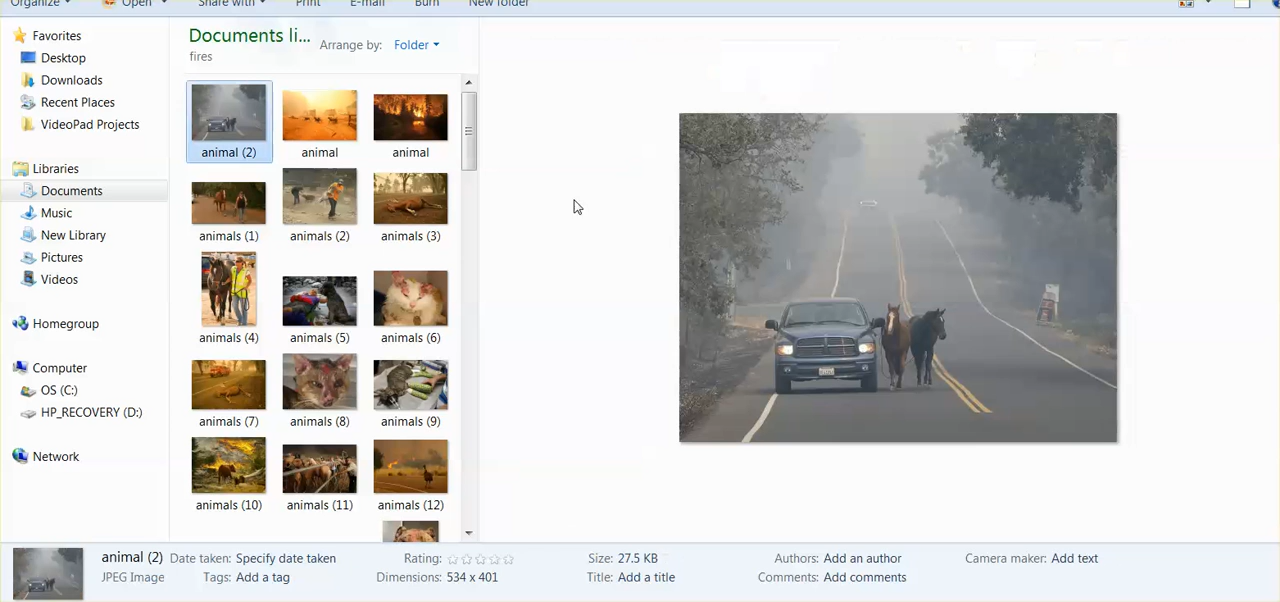 Organize Open Share with Print E-mail Burn New folder
Favorites
Desktop
Downloads
Recent Places
VideoPad Projects
Libraries
Documents
Music
New Library
Pictures
Videos
Homegroup
Computer
OS (C:)
HP_RECOVERY (D:)
Network
Documents li...
fires
Arrange by: Folder
animal (2) animal animal
animals (1) animals (2) animals (3)
animals (4) animals (5) animals (6)
animals (7) animals (8) animals (9)
animals (10) animals (11) animals (12)
animal (2) Date taken: Specify date taken Rating: Size: 27.5 KB Authors: Add an author Camera maker: Add text
JPEG Image Tags: Add a tag Dimensions: 534 x 401 Title: Add a title Comments: Add comments